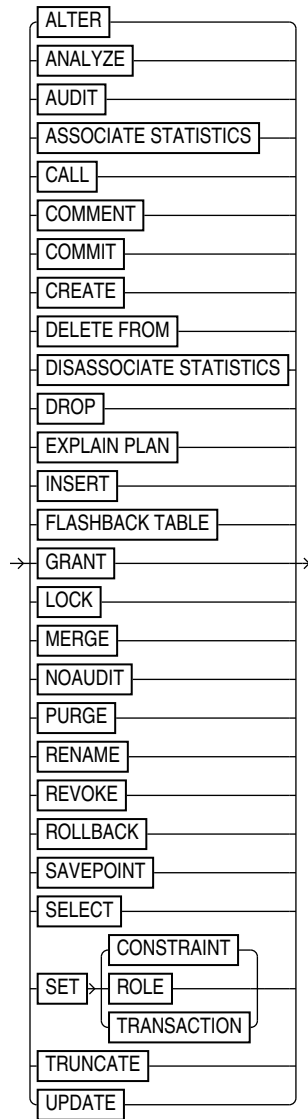 ALTER
ANALYZE
AUDIT
ASSOCIATE STATISTICS
CALL
COMMENT
COMMIT
CREATE
DELETE FROM
DISASSOCIATE STATISTICS
DROP
EXPLAIN PLAN
INSERT
FLASHBACK TABLE
GRANT
LOCK
MERGE
NOAUDIT
PURGE
RENAME
REVOKE
ROLLBACK
SAVEPOINT
SELECT
CONSTRAINT
SET ROLE
TRANSACTION
TRUNCATE
UPDATE